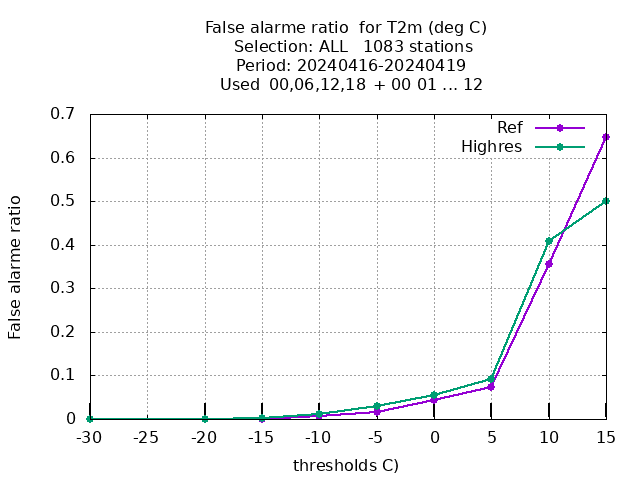 False alarme ratio  for T2m (deg C)
Selection: ALL   1083 stations
Period: 20240416-20240419
Used  00,06,12,18  + 00 01 ... 12
Ref
Highres
False alarme ratio
0.7
0.6
0.5
0.4
0.3
0.2
0.1
0
-30 -25 -20 -15 -10 -5 0 5 10 15
thresholds C)